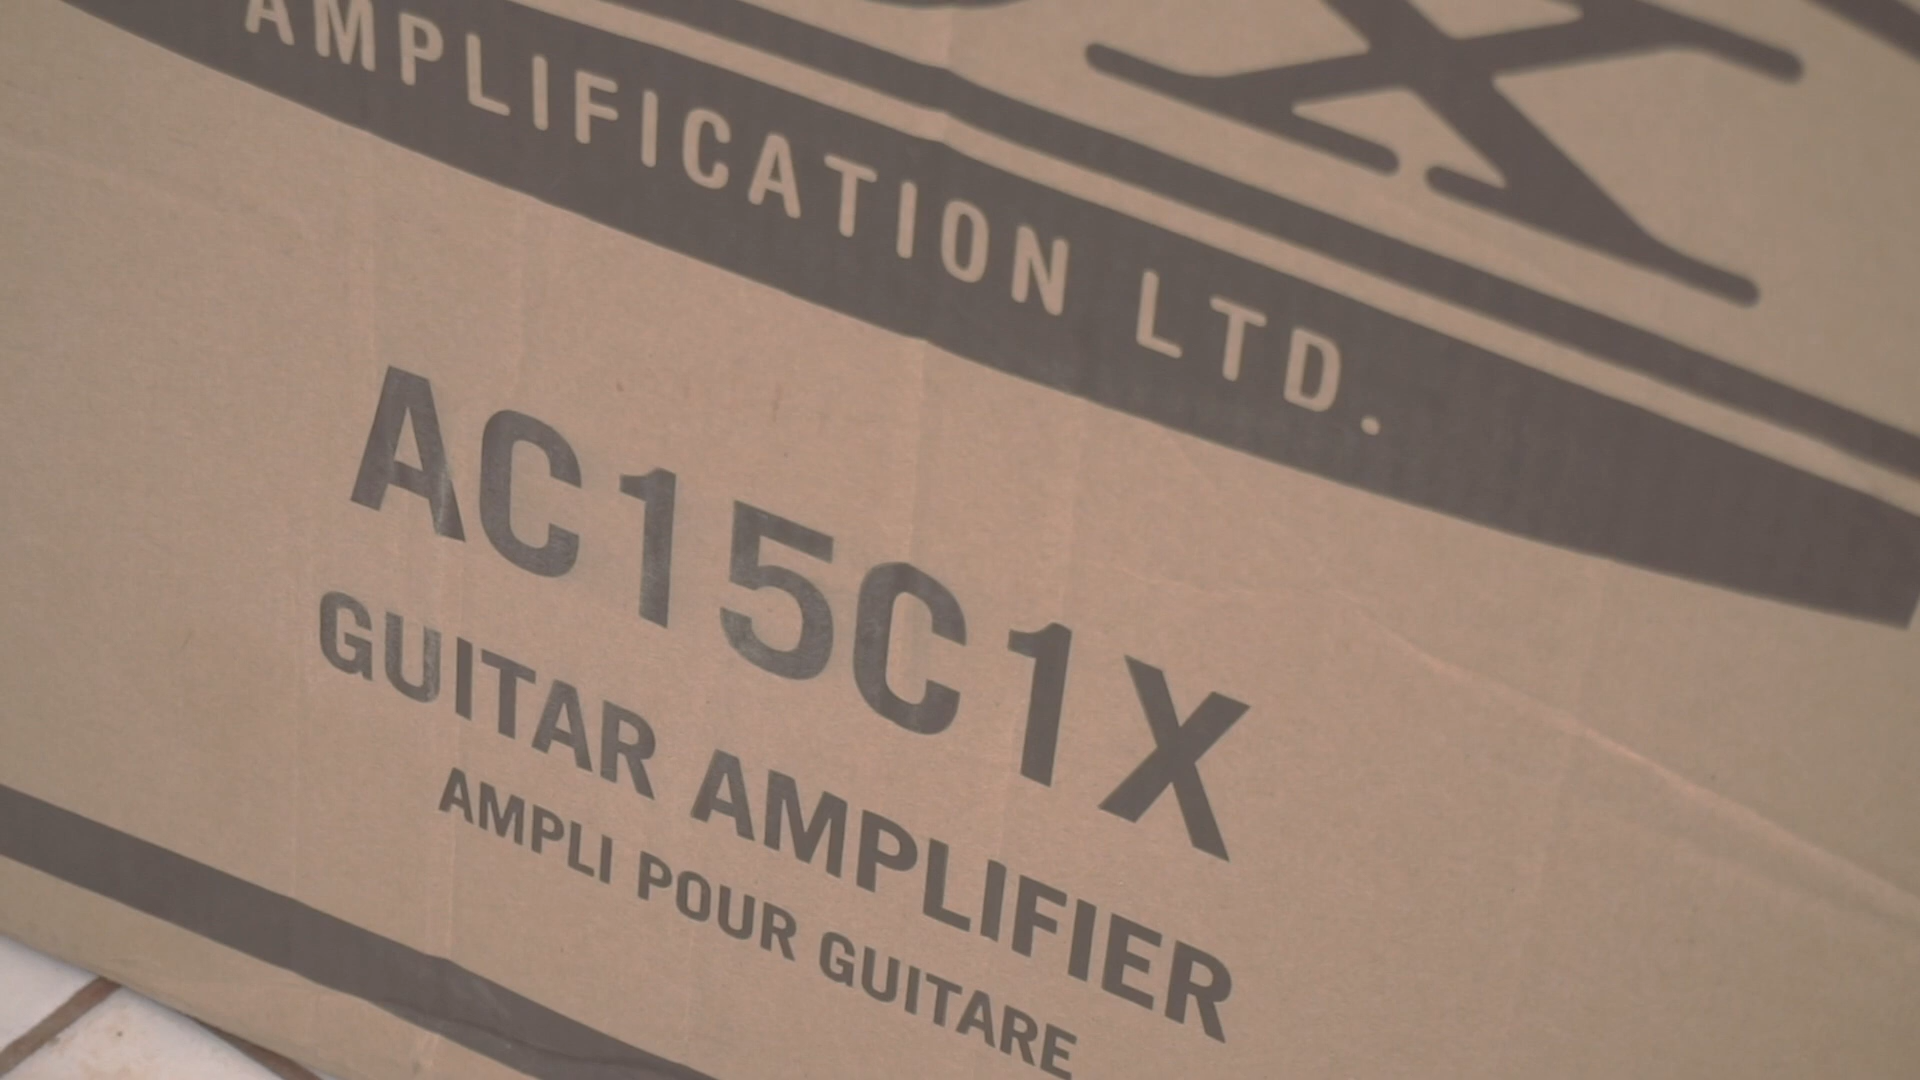 X
AMPLIFICATION LTD.
AC15C1X
GUITAR AMPLIFIER
AMPLI POUR GUITARE